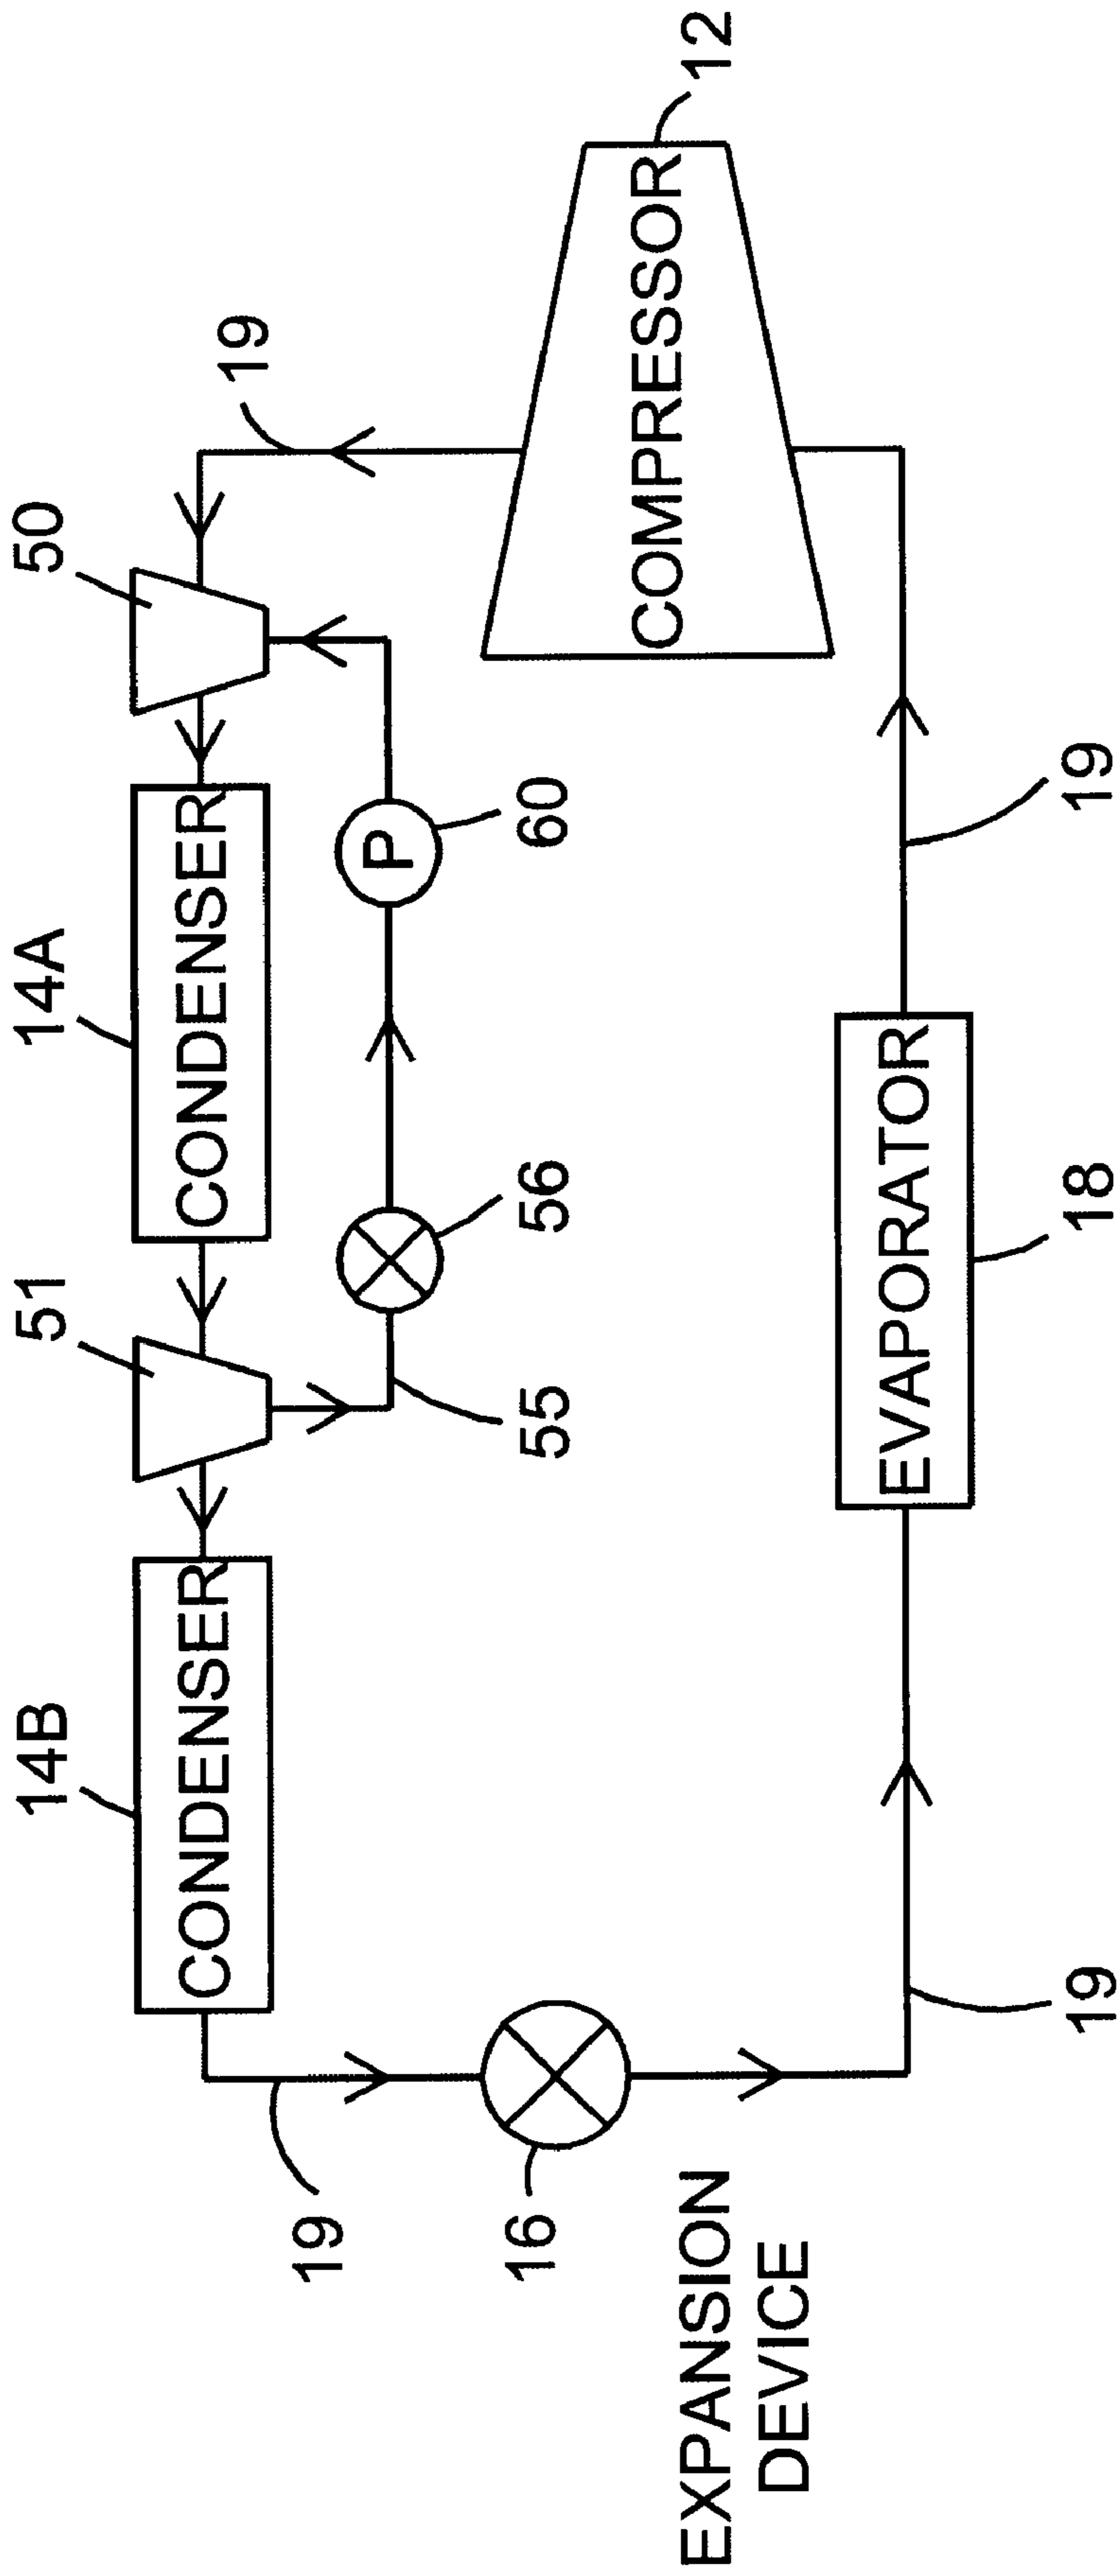 14B
51
14A
50
19
CONDENSER
CONDENSER
19
55
56
P
60
16
COMPRESSOR
12
EXPANSION
DEVICE
EVAPORATOR
19
18
19